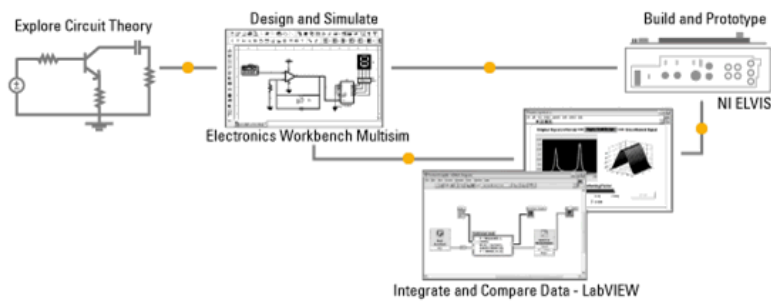 Explore Circuit Theory
Design and Simulate
Build and Prototype
NI ELVIS
Electronics Workbench Multisim
Integrate and Compare Data - LabVIEW